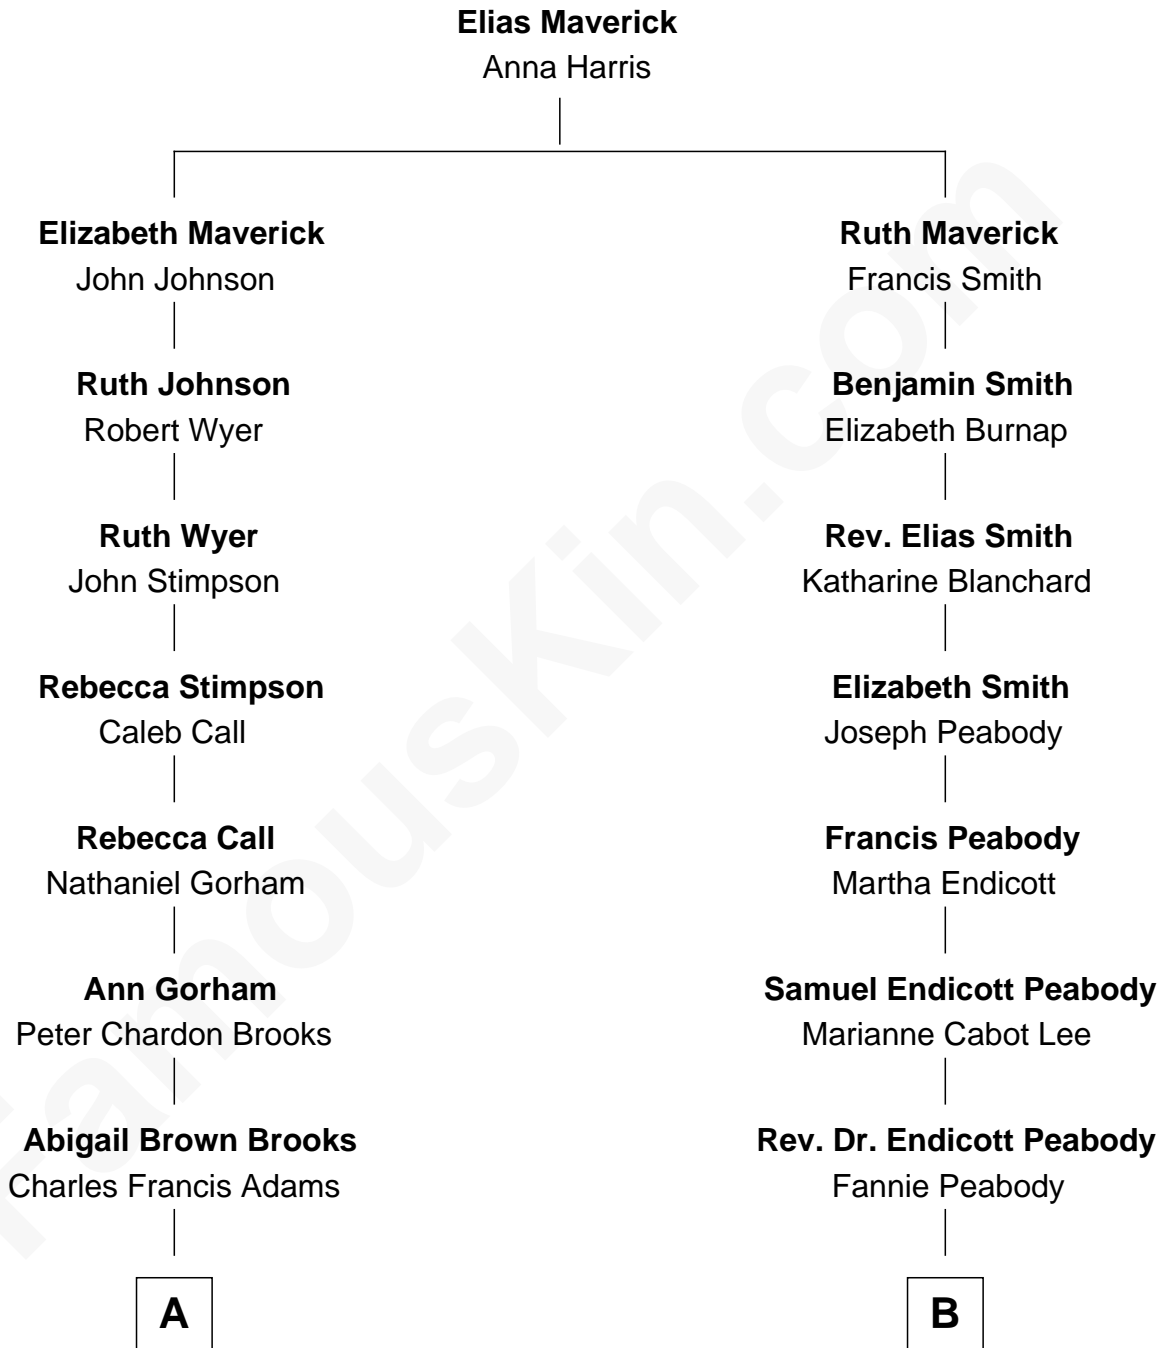 Elias Maverick
Anna Harris
Elizabeth Maverick
John Johnson
Ruth Johnson
Robert Wyer
Ruth Wyer
John Stimpson
Rebecca Stimpson
Caleb Call
Rebecca Call
Nathaniel Gorham
Ann Gorham
Peter Chardon Brooks
Abigail Brown Brooks
Charles Francis Adams
A
Ruth Maverick
Francis Smith
Benjamin Smith
Elizabeth Burnap
Rev. Elias Smith
Katharine Blanchard
Elizabeth Smith
Joseph Peabody
Francis Peabody
Martha Endicott
Samuel Endicott Peabody
Marianne Cabot Lee
Rev. Dr. Endicott Peabody
Fannie Peabody
B
FamousKin.com